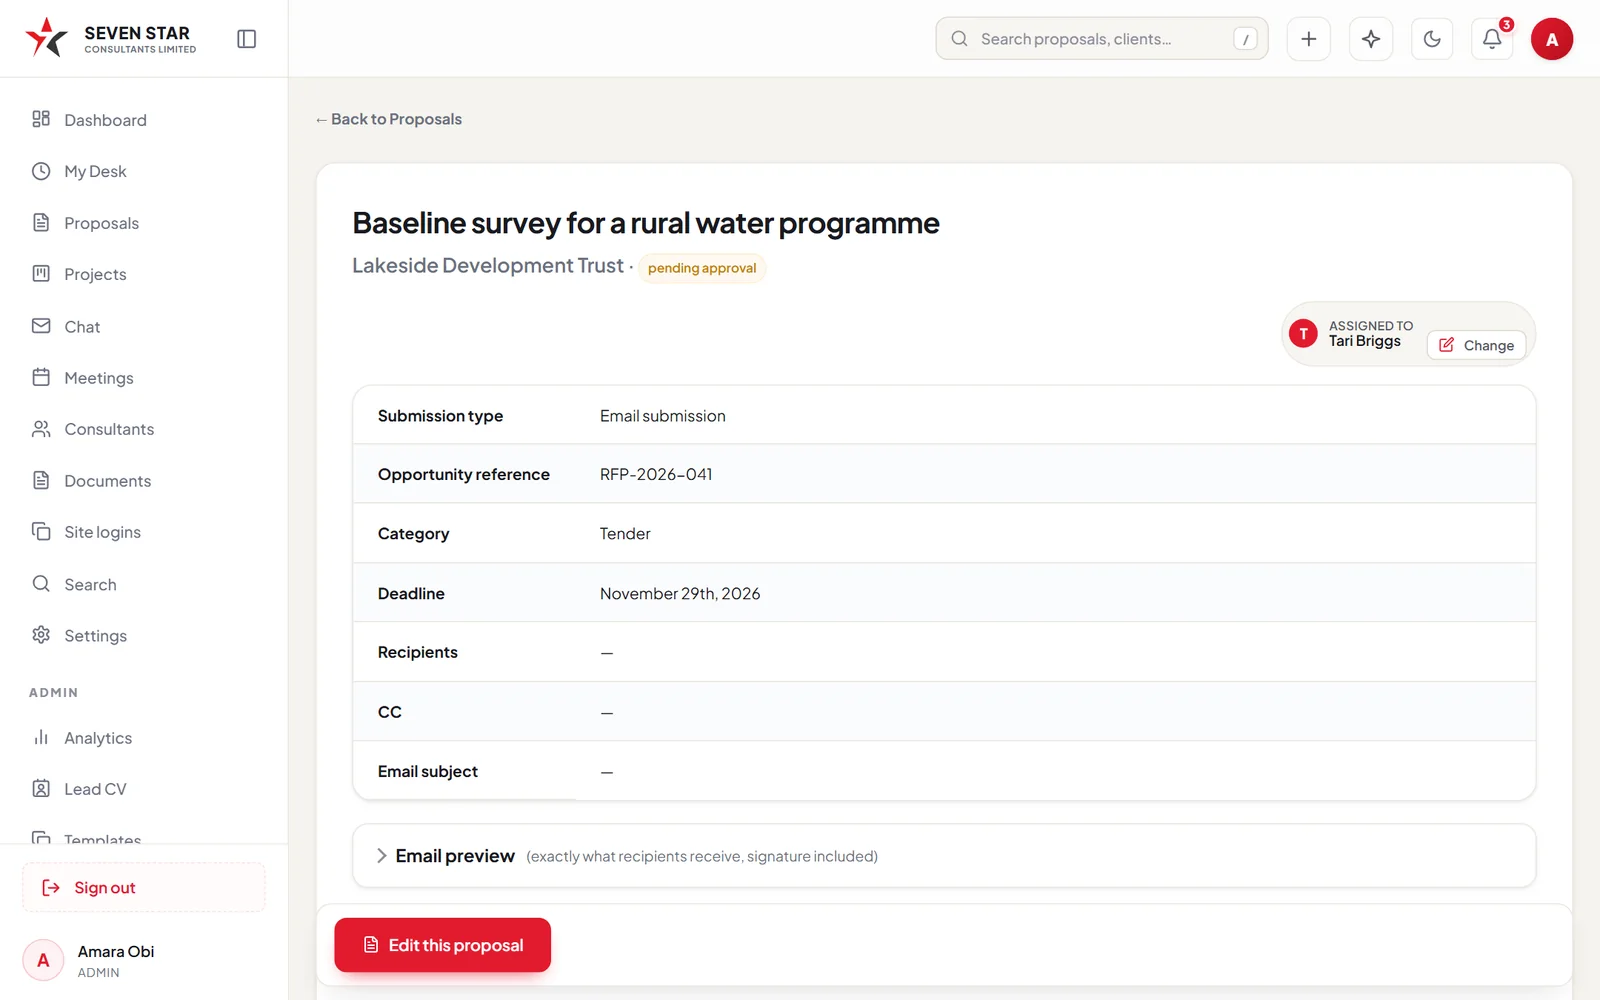 SEVEN STAR
CONSULTANTS LIMITED
Search proposals, clients...
/
3
A
Dashboard
My Desk
Proposals
Projects
Chat
Meetings
Consultants
Documents
Site logins
Search
Settings
ADMIN
Analytics
Lead CV
Templates
Sign out
A
Amara Obi
ADMIN
← Back to Proposals
Baseline survey for a rural water programme
Lakeside Development Trust · pending approval
T
ASSIGNED TO
Tari Briggs
Change
Submission type Email submission
Opportunity reference RFP-2026-041
Category Tender
Deadline November 29th, 2026
Recipients —
CC —
Email subject —
Email preview (exactly what recipients receive, signature included)
Edit this proposal